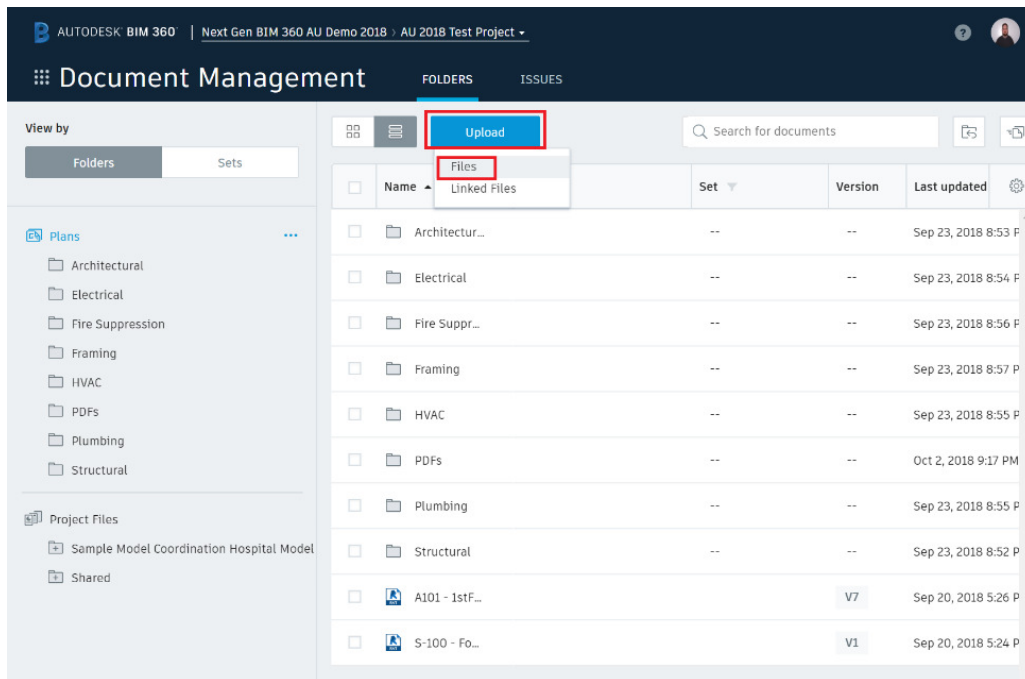 AUTODESK® BIM 360™ | Next Gen BIM 360 AU Demo 2018 › AU 2018 Test Project
Document Management FOLDERS ISSUES
View by
Folders Sets
Plans
Architectural
Electrical
Fire Suppression
Framing
HVAC
PDFs
Plumbing
Structural
Project Files
Sample Model Coordination Hospital Model
Shared
Upload
Search for documents
Files
Linked Files
Name Set Version Last updated
Architectur... -- -- Sep 23, 2018 8:53 P
Electrical -- -- Sep 23, 2018 8:54 P
Fire Suppr... -- -- Sep 23, 2018 8:56 P
Framing -- -- Sep 23, 2018 8:57 P
HVAC -- -- Sep 23, 2018 8:55 P
PDFs -- -- Oct 2, 2018 9:17 PM
Plumbing -- -- Sep 23, 2018 8:55 P
Structural -- -- Sep 23, 2018 8:52 P
A101 - 1stF... V7 Sep 20, 2018 5:26 P
S-100 - Fo... V1 Sep 20, 2018 5:24 P